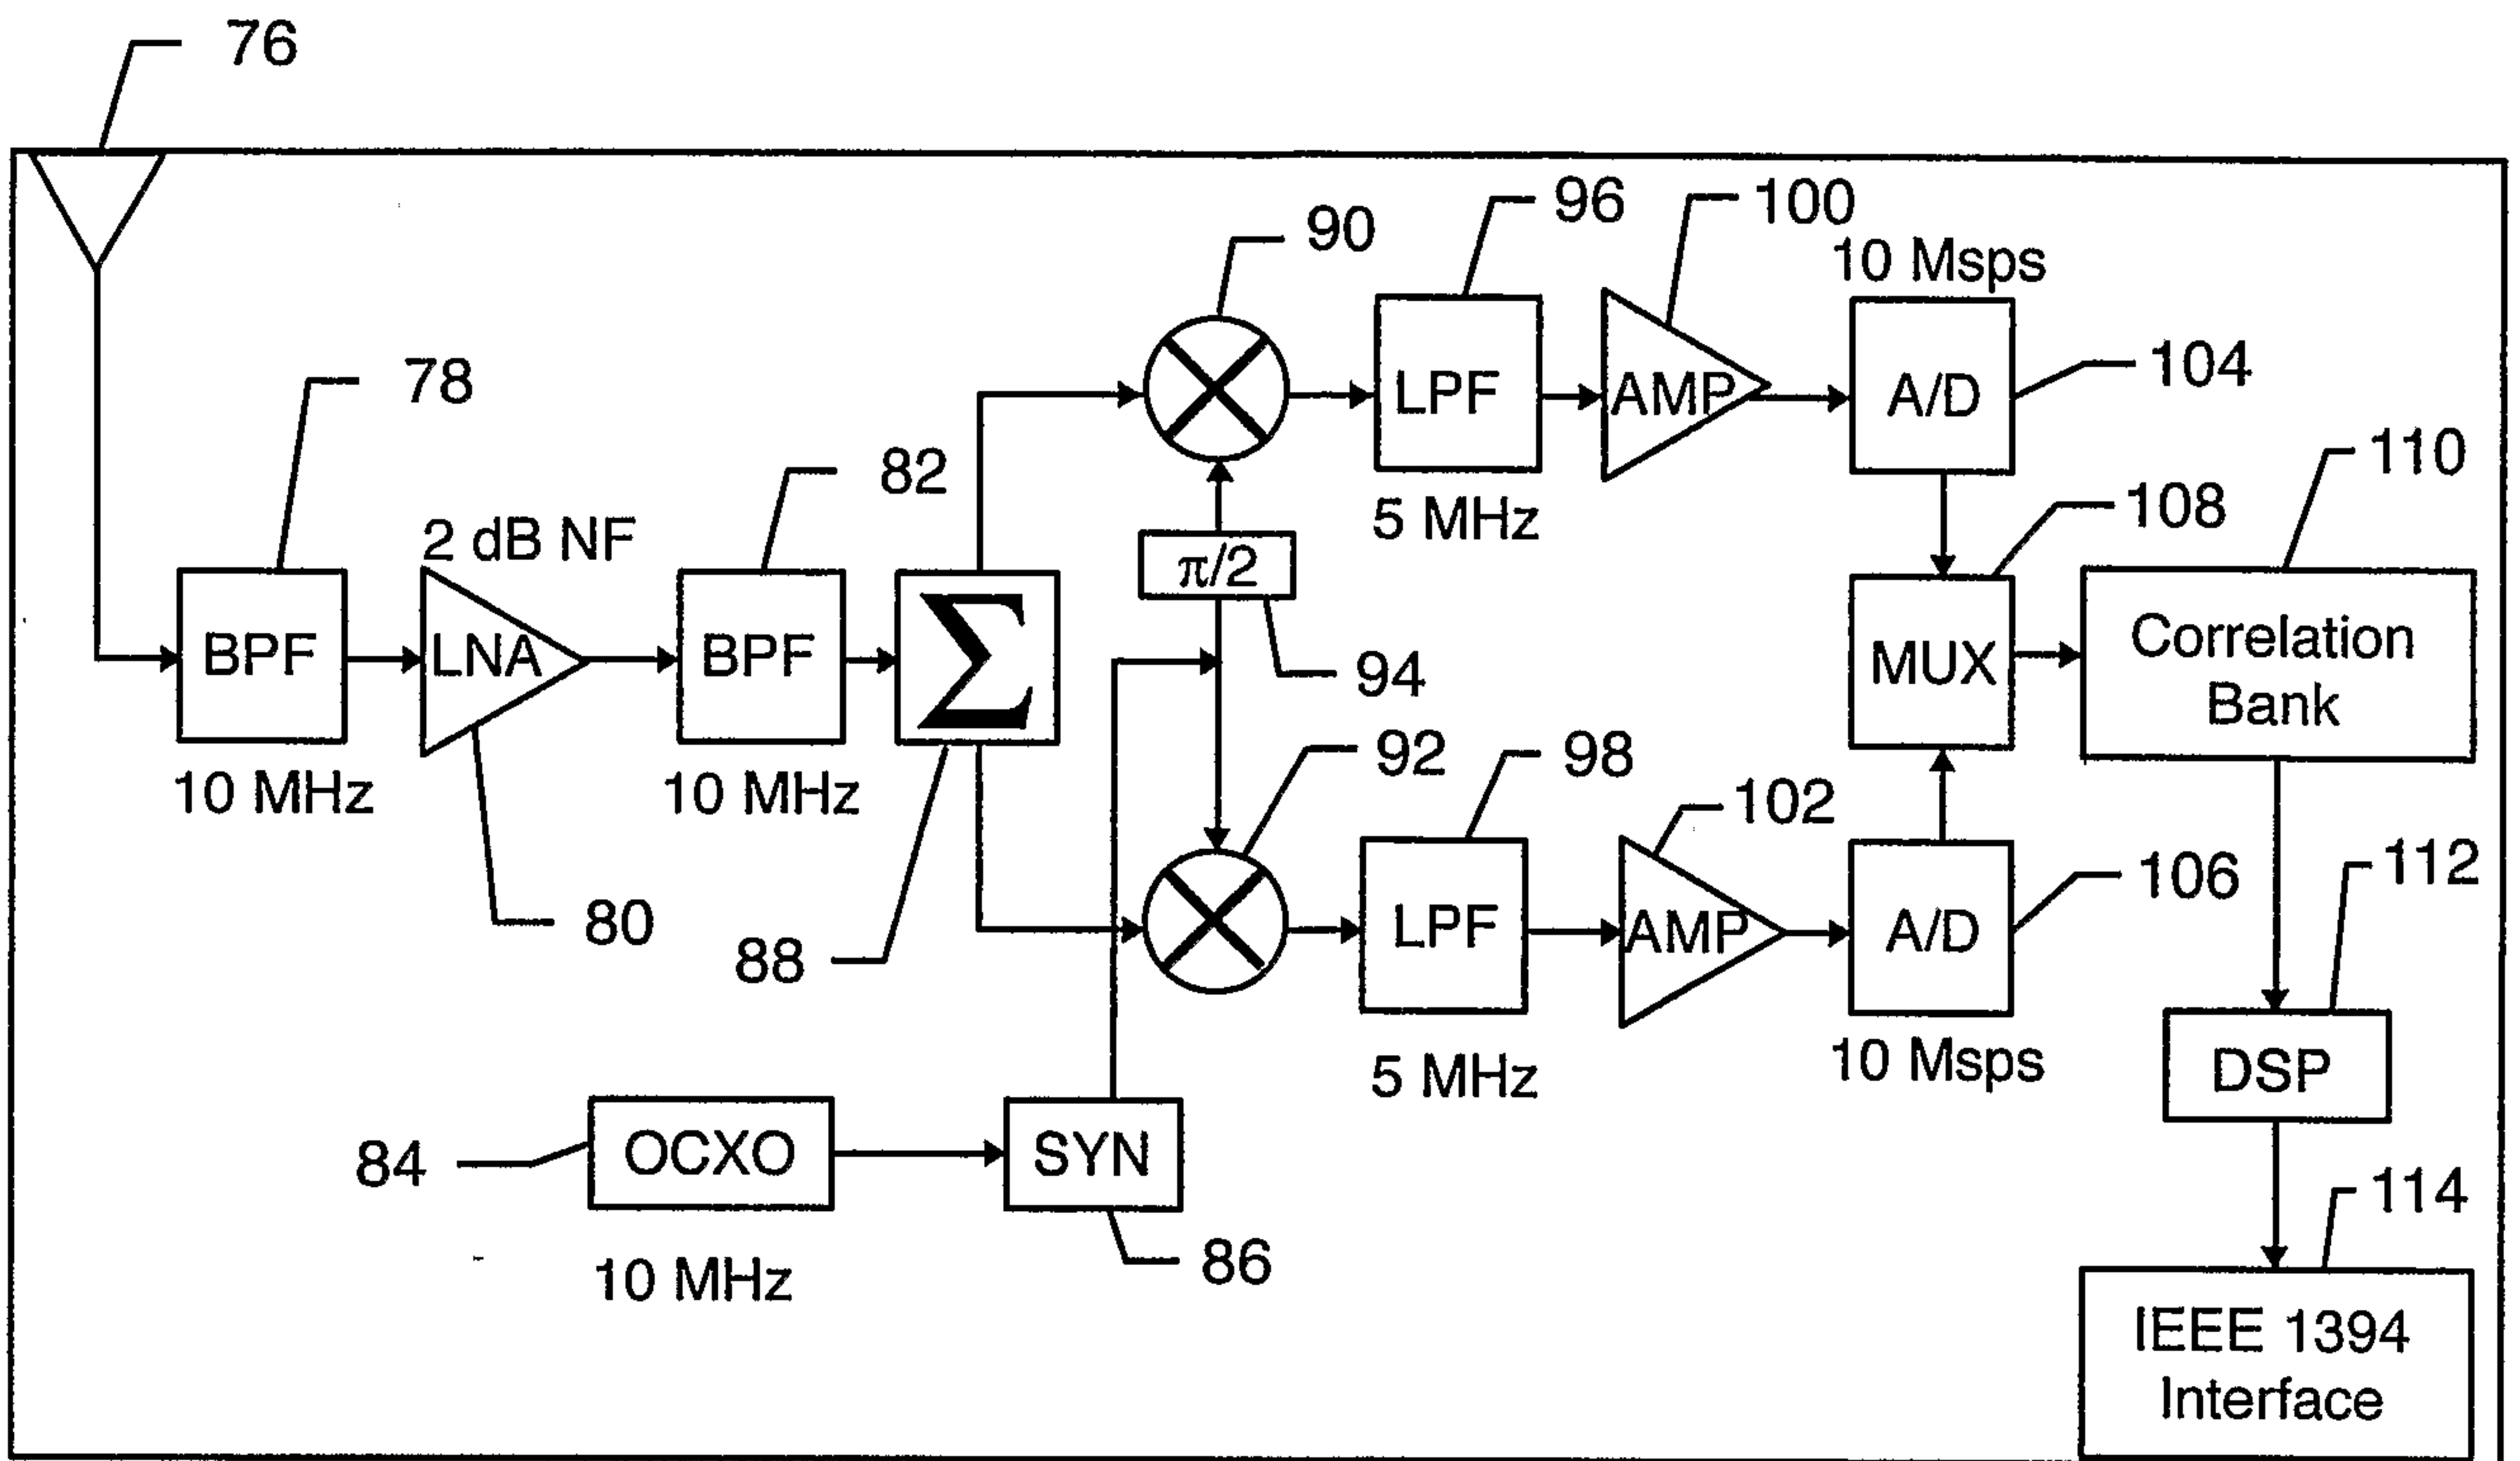 76
90
96
100
10 Msps
78
LPF
AMP
A/D
104
82
5 MHz
110
2 dB NF
π/2
108
BPF
LNA
BPF
Σ
94
MUX
Correlation
Bank
10 MHz
10 MHz
92
98
102
80
88
LPF
AMP
A/D
106
112
5 MHz
10 Msps
DSP
84
OCXO
SYN
114
10 MHz
86
IEEE 1394
Interface